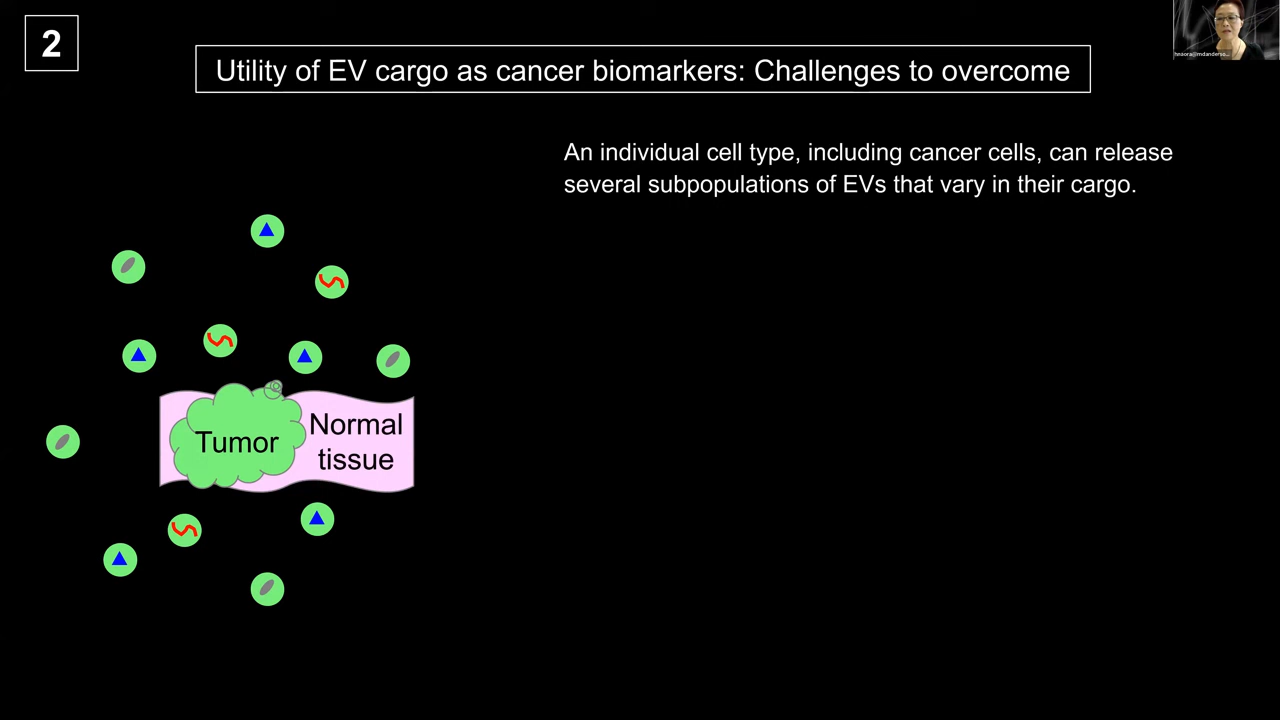 2
Utility of EV cargo as cancer biomarkers: Challenges to overcome
An individual cell type, including cancer cells, can release
several subpopulations of EVs that vary in their cargo.
Tumor
Normal
tissue